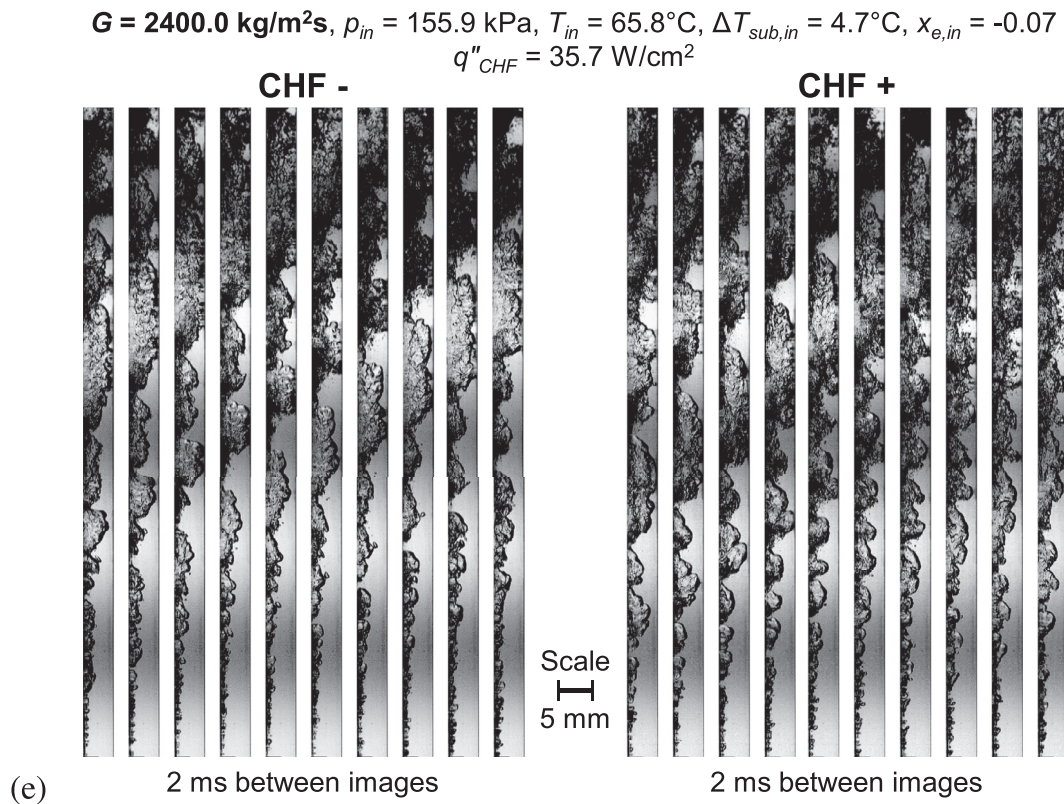 G = 2400.0 kg/m²s, p_in = 155.9 kPa, T_in = 65.8°C, ΔT_sub,in = 4.7°C, x_e,in = -0.07
q″_CHF = 35.7 W/cm²
CHF -
CHF +
Scale
5 mm
(e)
2 ms between images
2 ms between images